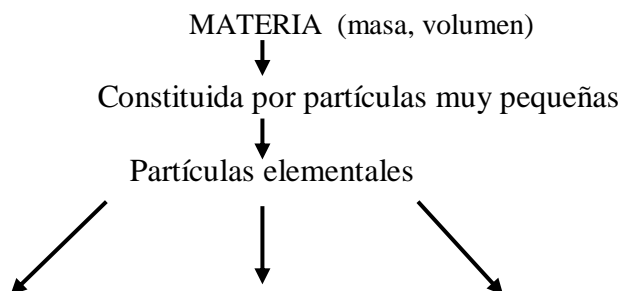 MATERIA (masa, volumen)
Constituida por partículas muy pequeñas
Partículas elementales